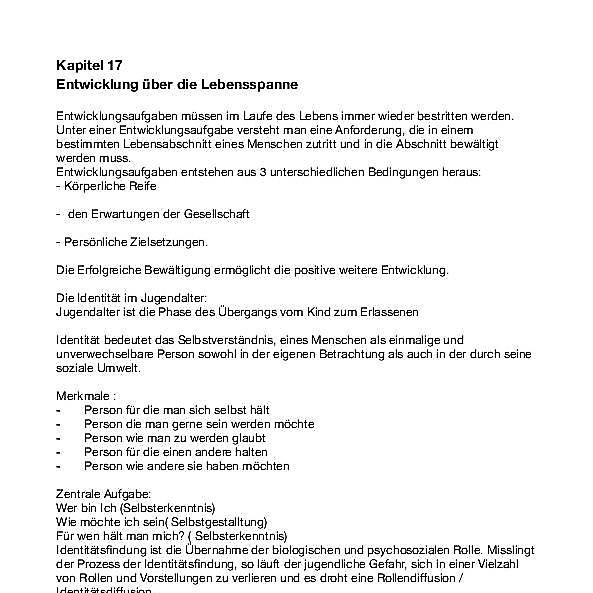 Kapitel 17
Entwicklung über die Lebensspanne
Entwicklungsaufgaben müssen im Laufe des Lebens immer wieder bestritten werden.
Unter einer Entwicklungsaufgabe versteht man eine Anforderung, die in einem
bestimmten Lebensabschnitt eines Menschen zutritt und in die Abschnitt bewältigt
werden muss.
Entwicklungsaufgaben entstehen aus 3 unterschiedlichen Bedingungen heraus:
- Körperliche Reife
- den Erwartungen der Gesellschaft
- Persönliche Zielsetzungen.
Die Erfolgreiche Bewältigung ermöglicht die positive weitere Entwicklung.
Die Identität im Jugendalter:
Jugendalter ist die Phase des Übergangs vom Kind zum Erlassenen
Identität bedeutet das Selbstverständnis, eines Menschen als einmalige und
unverwechselbare Person sowohl in der eigenen Betrachtung als auch in der durch seine
soziale Umwelt.
Merkmale :
- Person für die man sich selbst hält
- Person die man gerne sein werden möchte
- Person wie man zu werden glaubt
- Person für die einen andere halten
- Person wie andere sie haben möchten
Zentrale Aufgabe:
Wer bin Ich (Selbsterkenntnis)
Wie möchte ich sein( Selbstgestalltung)
Für wen hält man mich? ( Selbsterkenntnis)
Identitätsfindung ist die Übernahme der biologischen und psychosozialen Rolle. Misslingt
der Prozess der Identitätsfindung, so läuft der jugendliche Gefahr, sich in einer Vielzahl
von Rollen und Vorstellungen zu verlieren und es droht eine Rollendiffusion /
Identitätsdiffusion